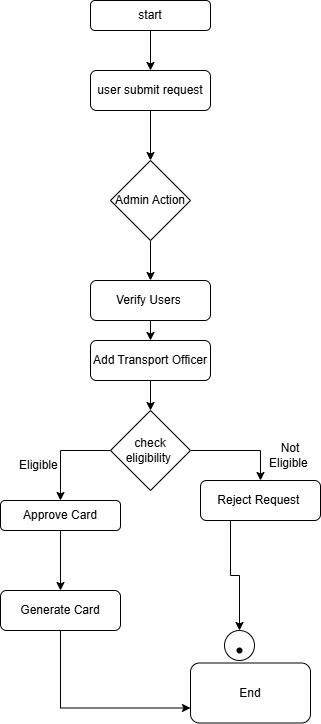 start
user submit request
Admin Action
Verify Users
Add Transport Officer
check
eligibility
Eligible
Not
Eligible
Approve Card
Reject Request
Generate Card
End